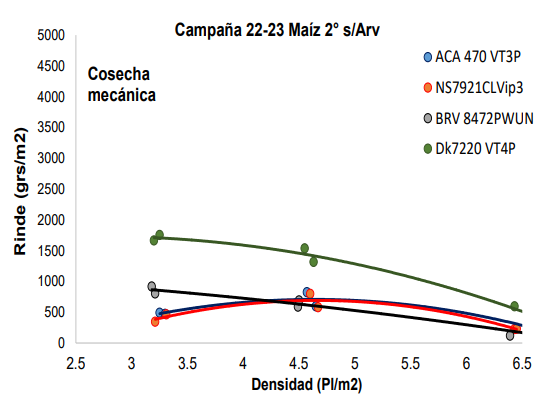 Campaña 22-23 Maíz 2° s/Arv
Cosecha
mecánica
ACA 470 VT3P
NS7921CLVip3
BRV 8472PWUN
Dk7220 VT4P
Rinde (grs/m2)
5000
4500
4000
3500
3000
2500
2000
1500
1000
500
0
2.5 3 3.5 4 4.5 5 5.5 6 6.5
Densidad (Pl/m2)